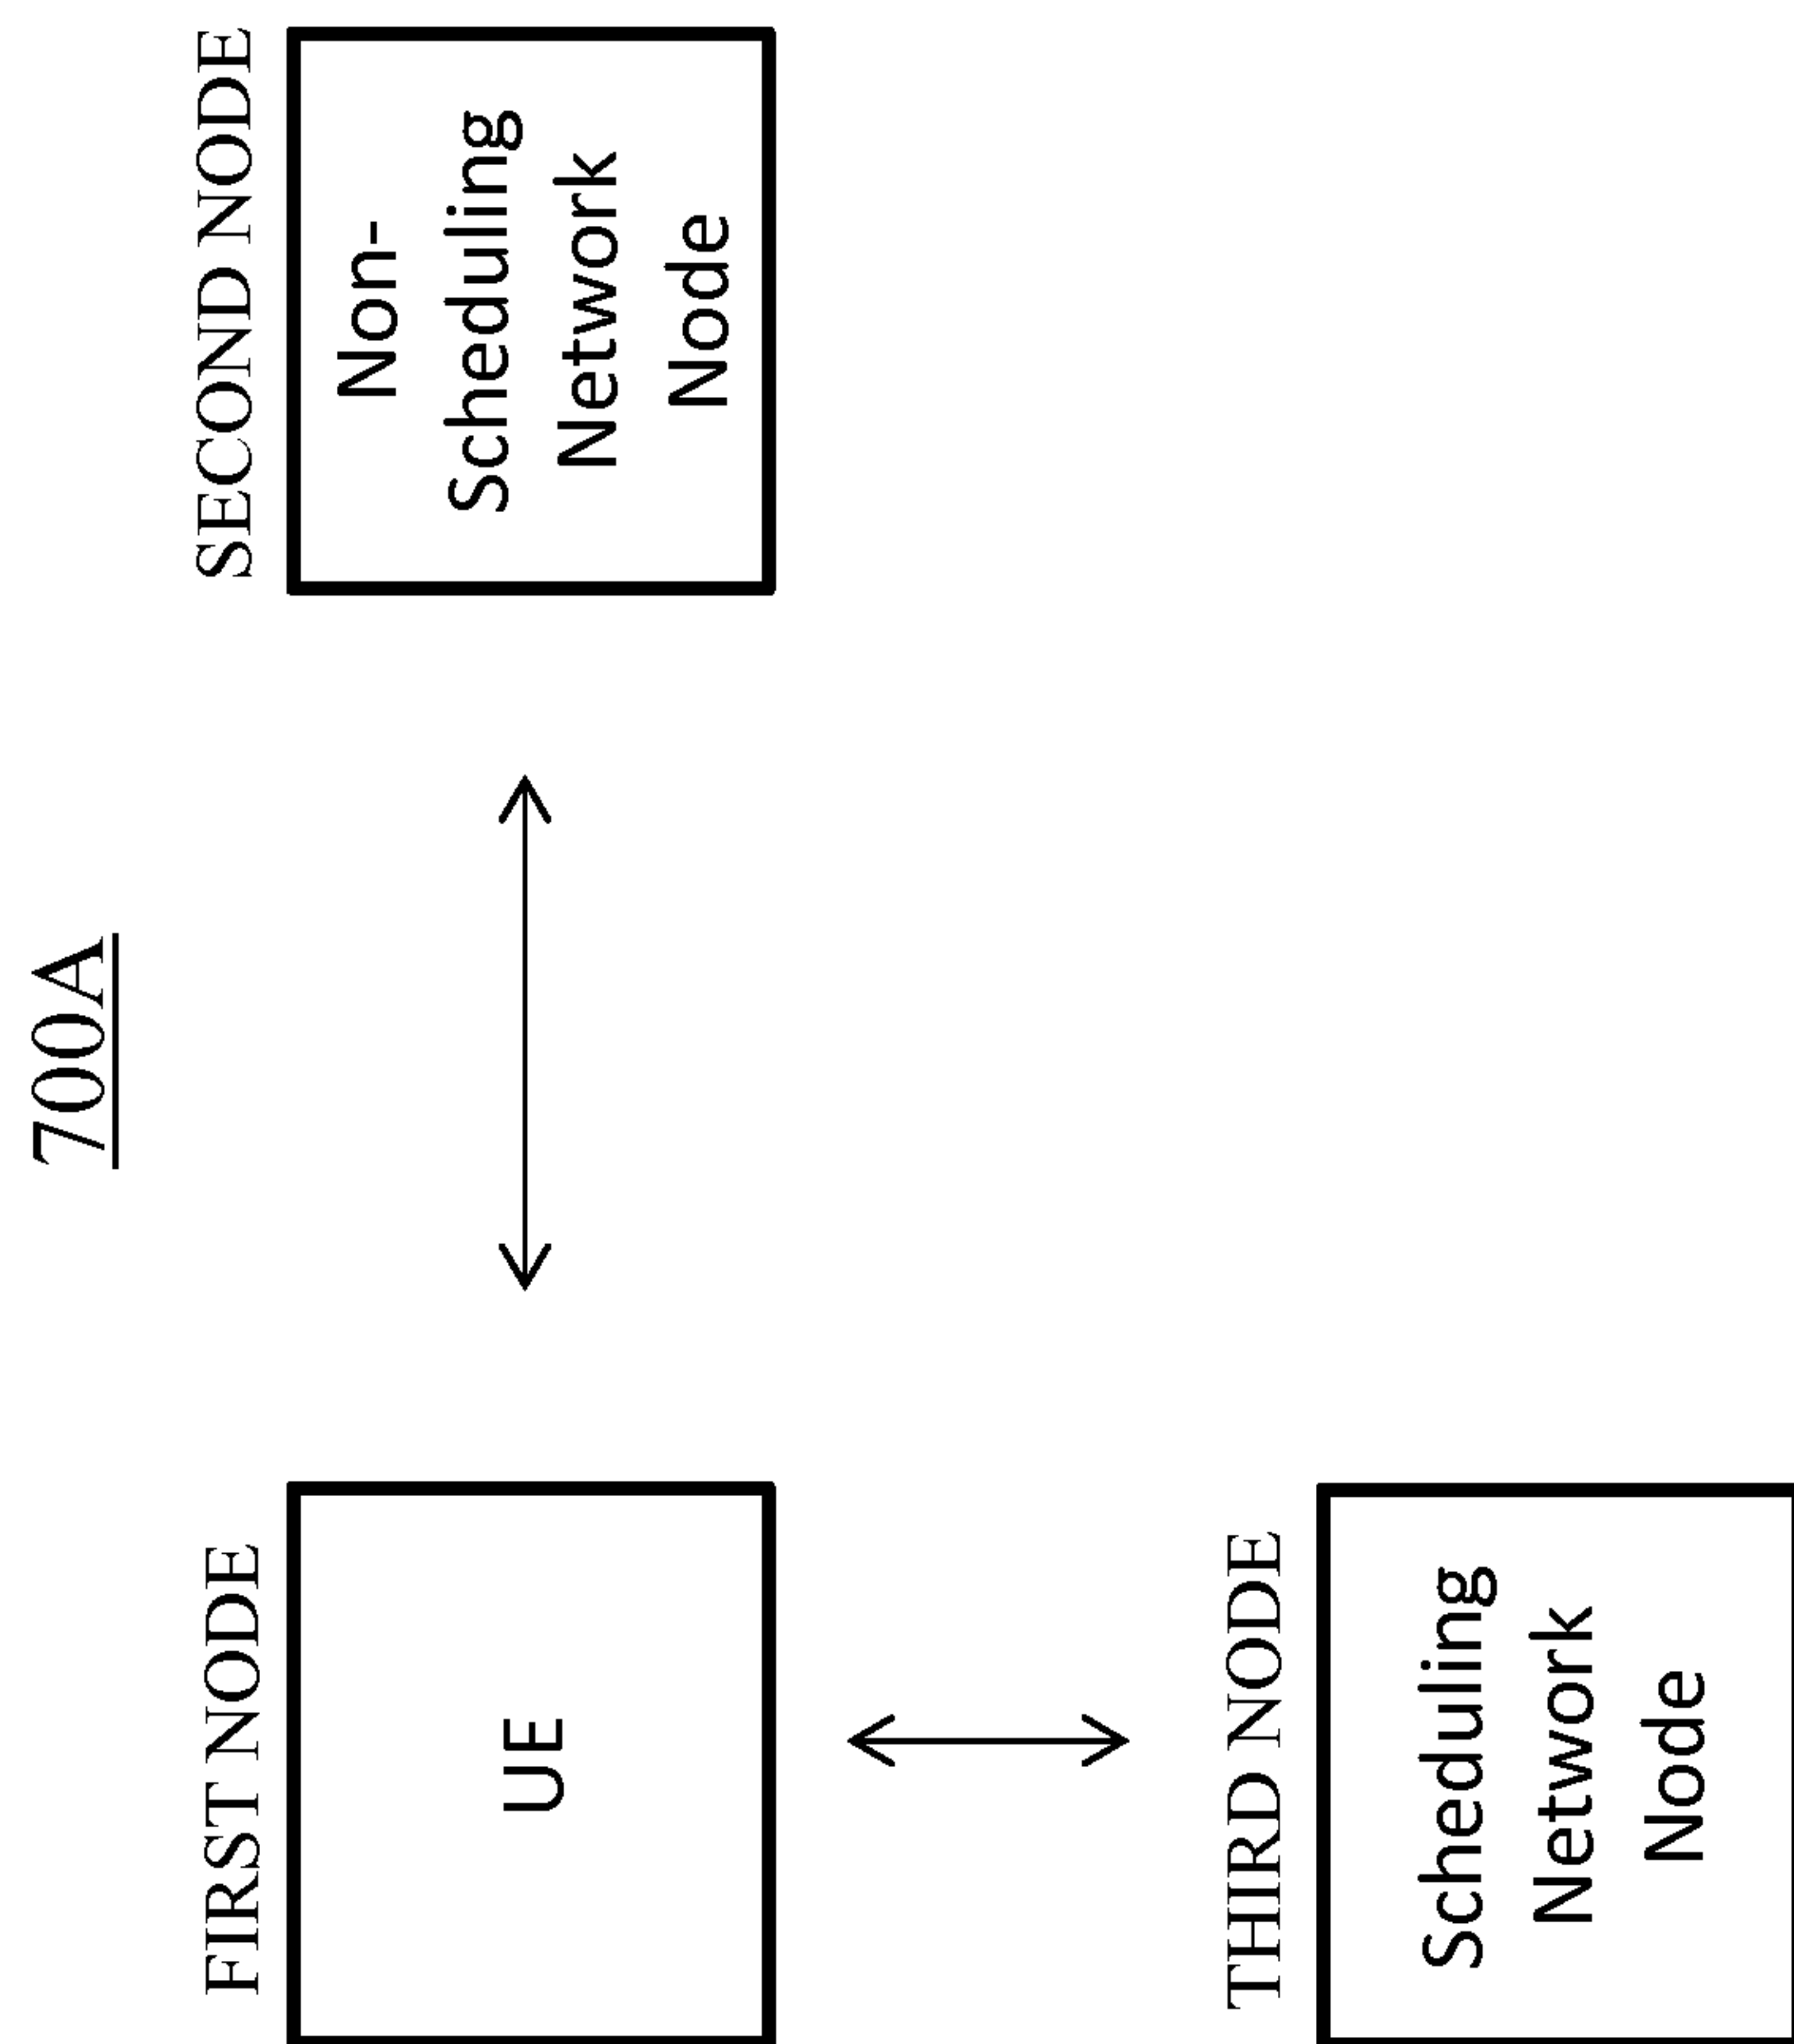 700A
FIRST NODE
UE
SECOND NODE
Non-
Scheduling
Network
Node
THIRD NODE
Scheduling
Network
Node